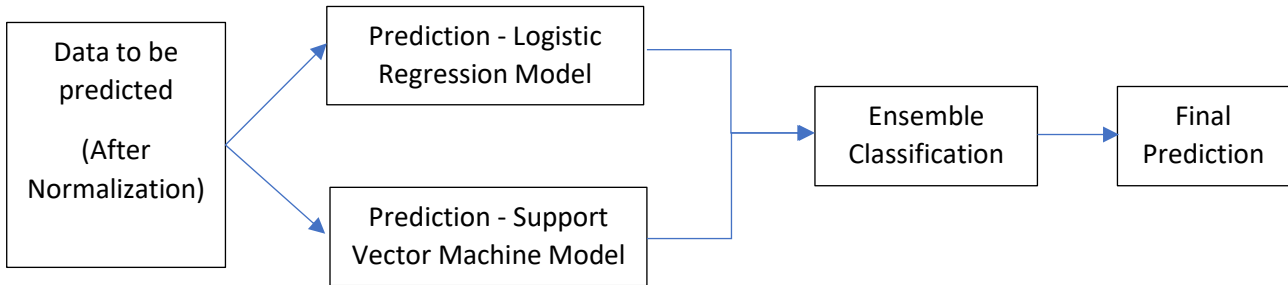 Data to be
predicted
(After
Normalization)
Prediction - Logistic
Regression Model
Prediction - Support
Vector Machine Model
Ensemble
Classification
Final
Prediction